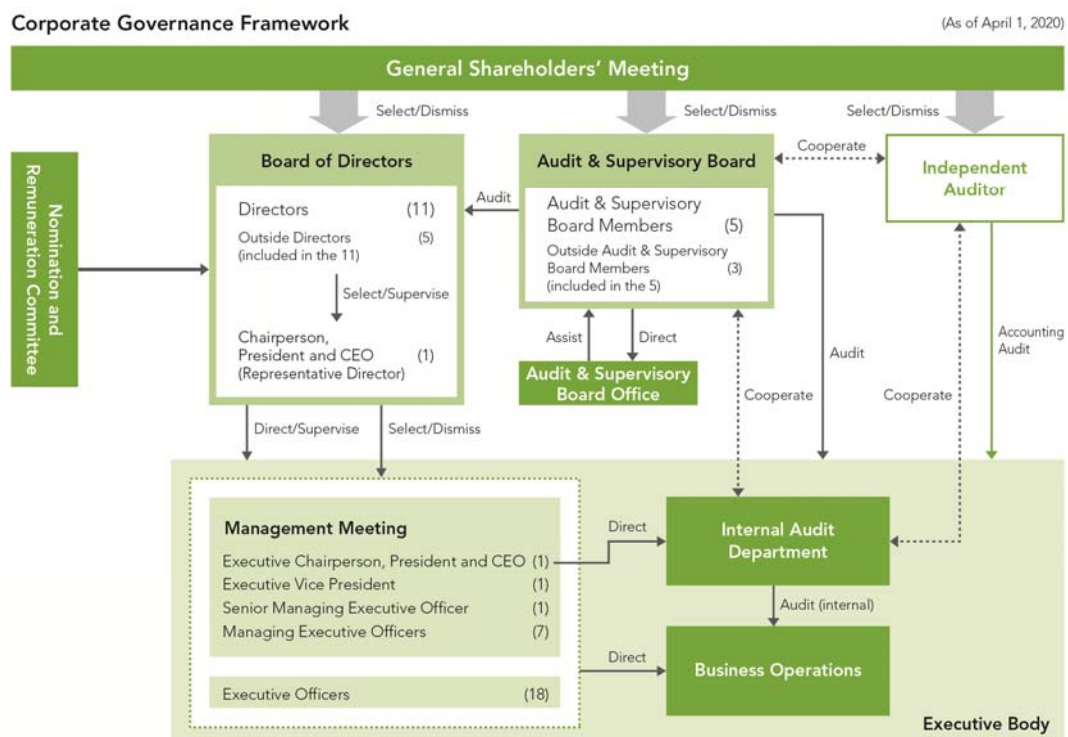 Corporate Governance Framework
(As of April 1, 2020)
General Shareholders' Meeting
Select/Dismiss
Select/Dismiss
Select/Dismiss
Nomination and
Remuneration Committee
Board of Directors
Directors (11)
Outside Directors (5)
(included in the 11)
Select/Supervise
Chairperson,
President and CEO (1)
(Representative Director)
Audit
Audit & Supervisory Board
Audit & Supervisory
Board Members (5)
Outside Audit & Supervisory
Board Members (3)
(included in the 5)
Cooperate
Independent
Auditor
Assist
Direct
Audit & Supervisory
Board Office
Cooperate
Audit
Cooperate
Accounting
Audit
Direct/Supervise
Select/Dismiss
Management Meeting
Executive Chairperson, President and CEO (1)
Executive Vice President (1)
Senior Managing Executive Officer (1)
Managing Executive Officers (7)
Executive Officers (18)
Direct
Internal Audit
Department
Audit (internal)
Direct
Business Operations
Executive Body